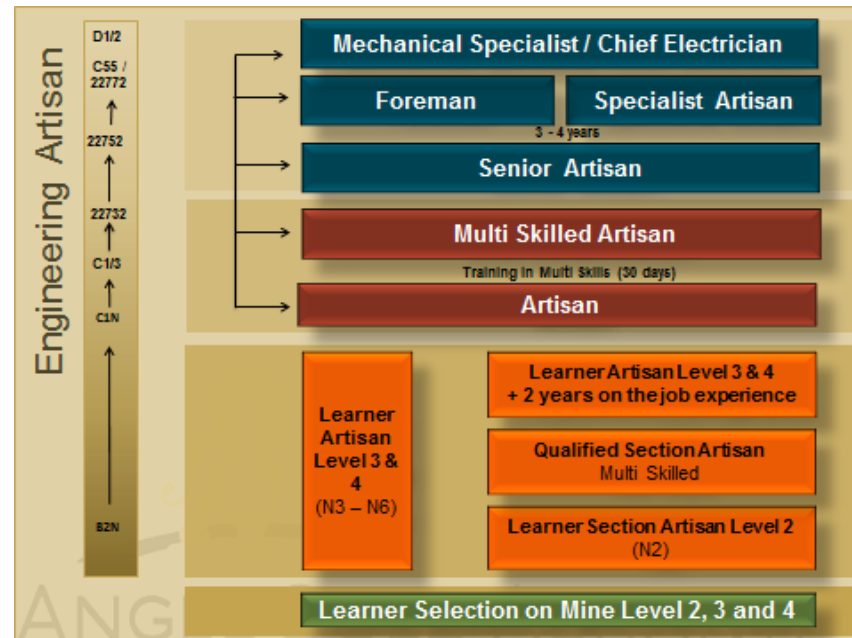 Engineering Artisan
D1/2
C55 /
22772
22752
22732
C1/3
C1N
B2N
Mechanical Specialist / Chief Electrician
Foreman
Specialist Artisan
3 - 4 years
Senior Artisan
Multi Skilled Artisan
Training in Multi Skills (30 days)
Artisan
Learner
Artisan
Level 3 &
4
(N3 – N6)
Learner Artisan Level 3 & 4
+ 2 years on the job experience
Qualified Section Artisan
Multi Skilled
Learner Section Artisan Level 2
(N2)
Learner Selection on Mine Level 2, 3 and 4